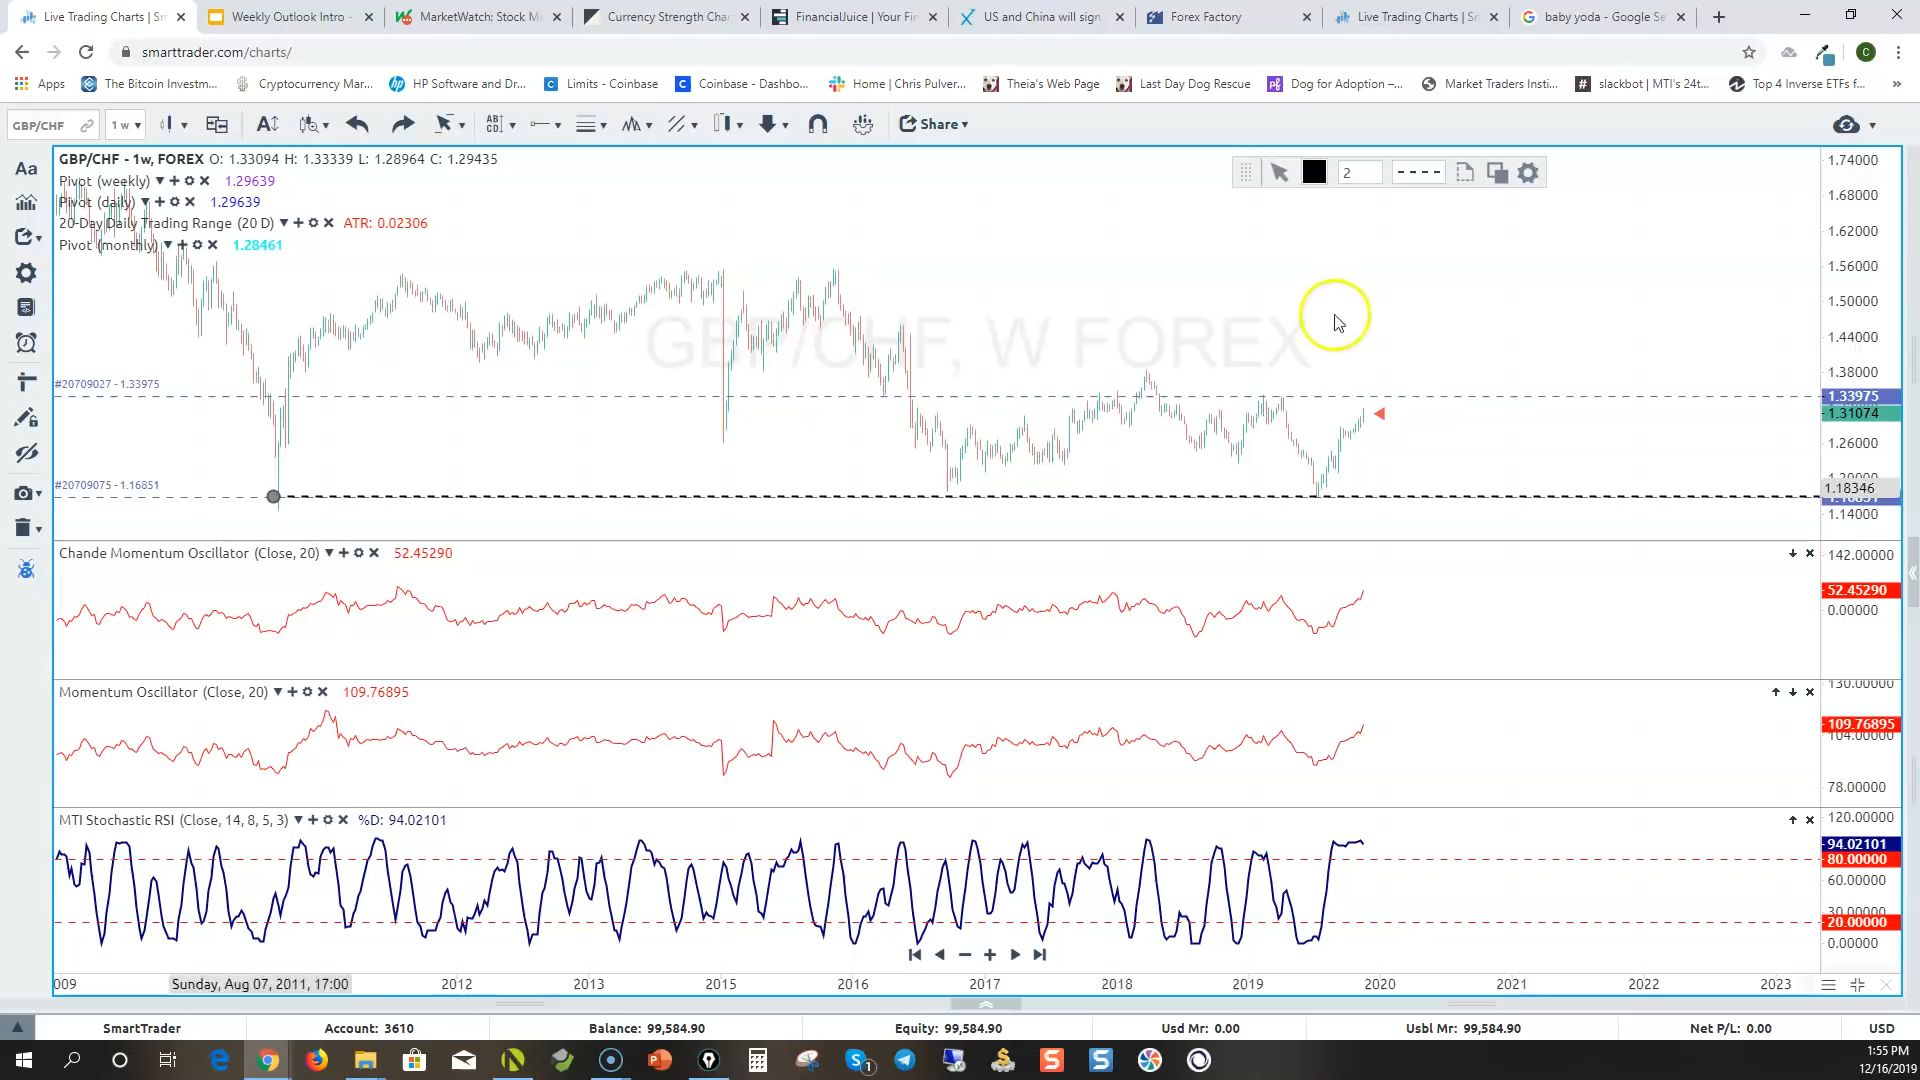 Live Trading Charts | Sm
Weekly Outlook Intro -
MarketWatch: Stock Ma
Currency Strength Cha
FinancialJuice | Your Fin
US and China will sign
Forex Factory
Live Trading Charts | Sm
baby yoda - Google Se
smarttrader.com/charts/
C
Apps
The Bitcoin Investm...
Cryptocurrency Mar...
HP Software and Dr...
Limits - Coinbase
Coinbase - Dashbo...
Home | Chris Pulver...
Theia's Web Page
Last Day Dog Rescue
Dog for Adoption –...
Market Traders Insti...
slackbot | MTI's 24t...
Top 4 Inverse ETFs f...
GBP/CHF
1 w
Share
GBP/CHF - 1w, FOREX O: 1.33094 H: 1.33339 L: 1.28964 C: 1.29435
Pivot (weekly) 1.29639
Pivot (daily) 1.29639
20-Day Daily Trading Range (20 D) ATR: 0.02306
Pivot (monthly) 1.28461
2
GBP/CHF, W FOREX
#20709027 - 1.33975
#20709075 - 1.16851
1.74000
1.68000
1.62000
1.56000
1.50000
1.44000
1.38000
1.33975
1.31074
1.26000
1.18346
1.14000
Chande Momentum Oscillator (Close, 20) 52.45290
142.00000
52.45290
0.00000
Momentum Oscillator (Close, 20) 109.76895
130.00000
109.76895
104.00000
78.00000
MTI Stochastic RSI (Close, 14, 8, 5, 3) %D: 94.02101
120.00000
94.02101
80.00000
60.00000
20.00000
0.00000
009
Sunday, Aug 07, 2011, 17:00
2012
2013
2014
2015
2016
2017
2018
2019
2020
2021
2022
2023
SmartTrader
Account: 3610
Balance: 99,584.90
Equity: 99,584.90
Usd Mr: 0.00
Usbl Mr: 99,584.90
Net P/L: 0.00
USD
1:55 PM
12/16/2019